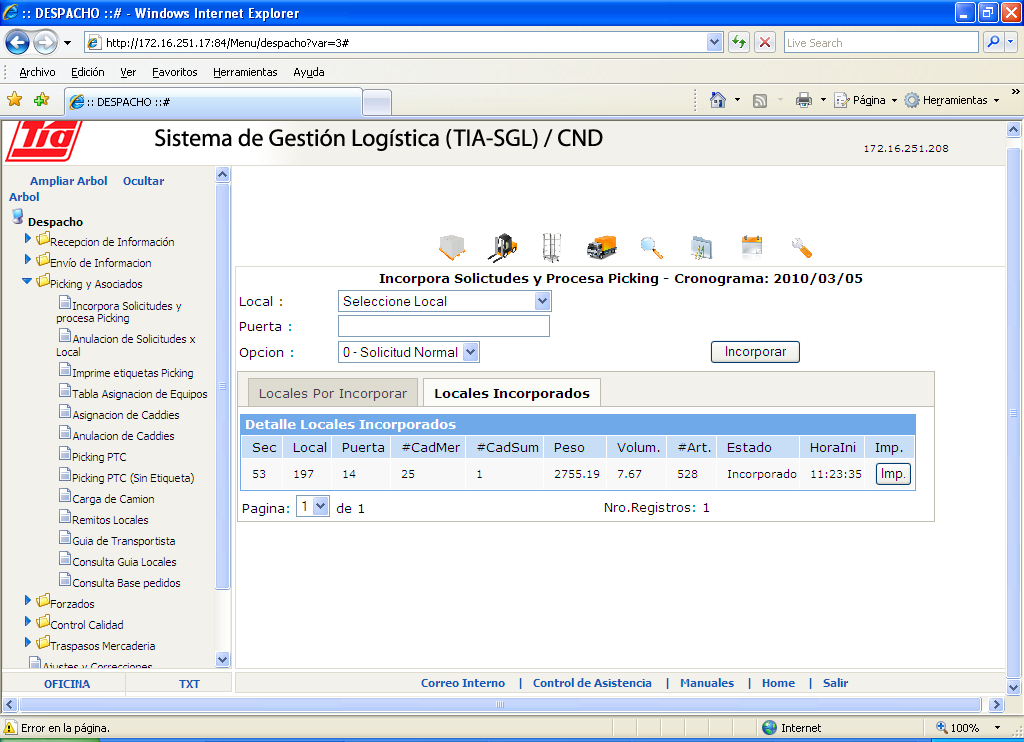 :: DESPACHO ::# - Windows Internet Explorer
http://172.16.251.17:84/Menu/despacho?var=3#
Live Search
Archivo Edición Ver Favoritos Herramientas Ayuda
:: DESPACHO ::#
Página Herramientas »
Tía
Sistema de Gestión Logística (TIA-SGL) / CND
172.16.251.208
Ampliar Arbol Ocultar
Arbol
Despacho
Recepcion de Información
Envío de Informacion
Picking y Asociados
Incorpora Solicitudes y
procesa Picking
Anulacion de Solicitudes x
Local
Imprime etiquetas Picking
Tabla Asignacion de Equipos
Asignacion de Caddies
Anulacion de Caddies
Picking PTC
Picking PTC (Sin Etiqueta)
Carga de Camion
Remitos Locales
Guia de Transportista
Consulta Guia Locales
Consulta Base pedidos
Forzados
Control Calidad
Traspasos Mercaderia
Ajustes y Correcciones
OFICINA TXT
Incorpora Solictudes y Procesa Picking - Cronograma: 2010/03/05
Local : Seleccione Local
Puerta :
Opcion : 0 - Solicitud Normal Incorporar
Locales Por Incorporar Locales Incorporados
Detalle Locales Incorporados
Sec Local Puerta #CadMer #CadSum Peso Volum. #Art. Estado HoraIni Imp.
53 197 14 25 1 2755.19 7.67 528 Incorporado 11:23:35 Imp.
Pagina: 1 de 1 Nro.Registros: 1
Correo Interno | Control de Asistencia | Manuales | Home | Salir
Error en la página. Internet 100%